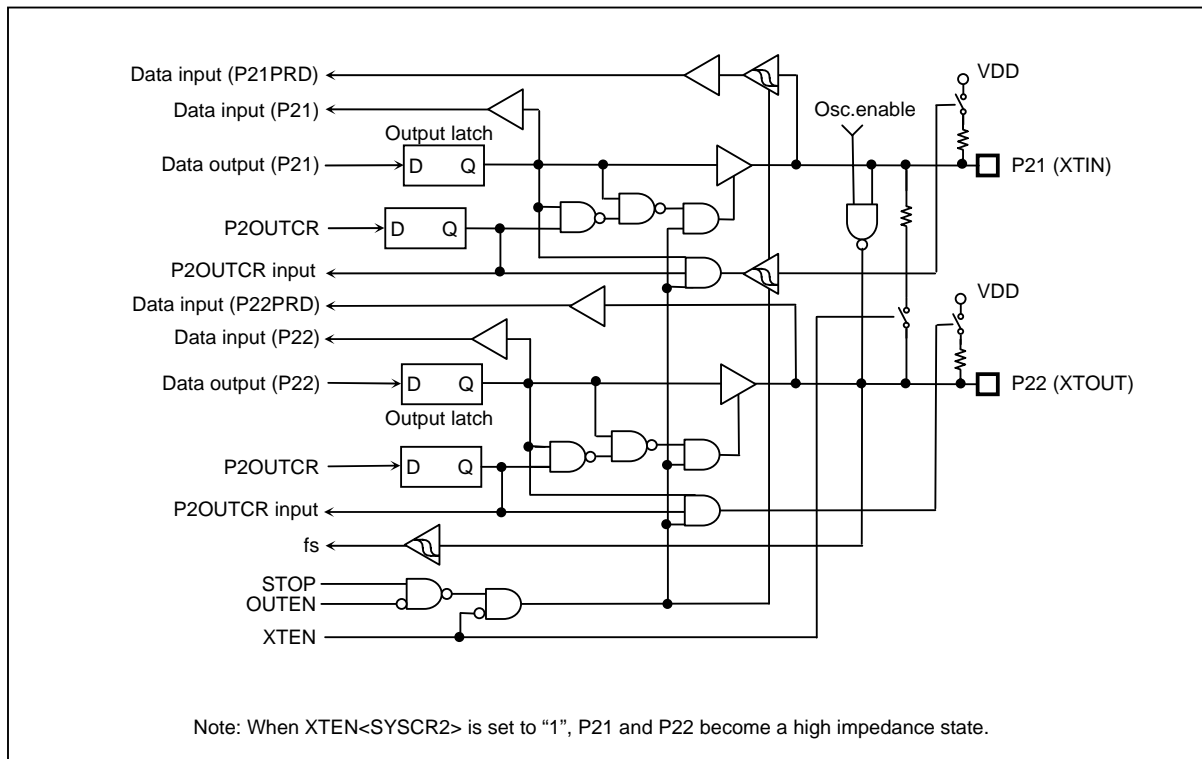 Data input (P21PRD)
VDD
Data input (P21)
Osc.enable
Output latch
Data output (P21)
D Q
P21 (XTIN)
P2OUTCR
D Q
P2OUTCR input
Data input (P22PRD)
VDD
Data input (P22)
Data output (P22)
D Q
P22 (XTOUT)
Output latch
P2OUTCR
D Q
P2OUTCR input
fs
STOP
OUTEN
XTEN
Note: When XTEN<SYSCR2> is set to “1”, P21 and P22 become a high impedance state.